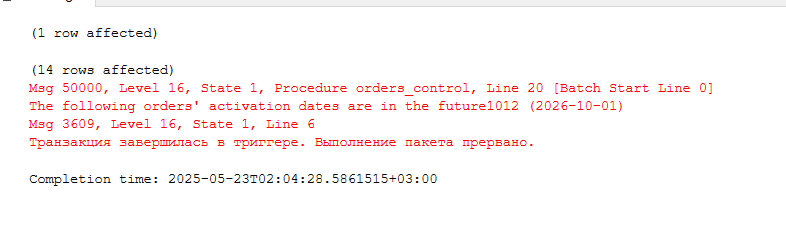 (1 row affected)
(14 rows affected)
Msg 50000, Level 16, State 1, Procedure orders_control, Line 20 [Batch Start Line 0]
The following orders' activation dates are in the future1012 (2026-10-01)
Msg 3609, Level 16, State 1, Line 6
Транзакция завершилась в триггере. Выполнение пакета прервано.
Completion time: 2025-05-23T02:04:28.5861515+03:00